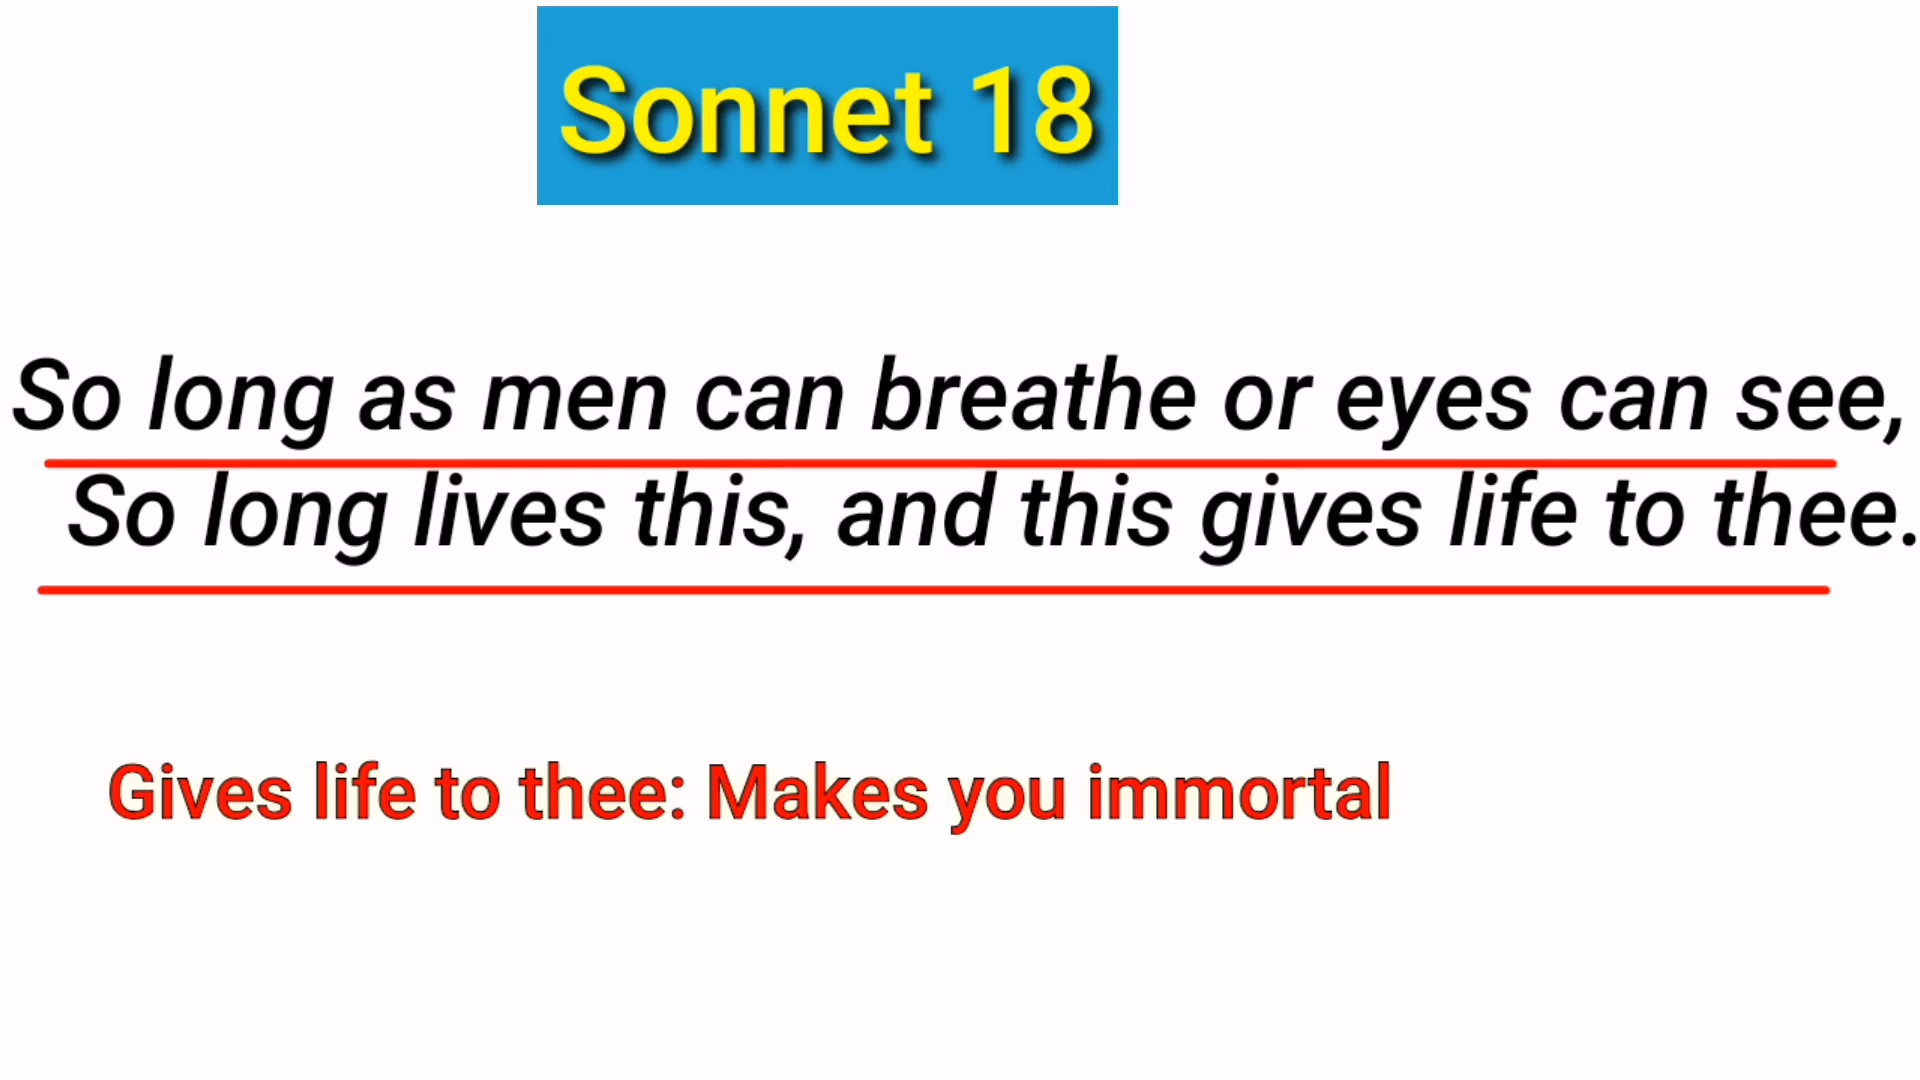 Sonnet 18
So long as men can breathe or eyes can see,
So long lives this, and this gives life to thee.
Gives life to thee: Makes you immortal